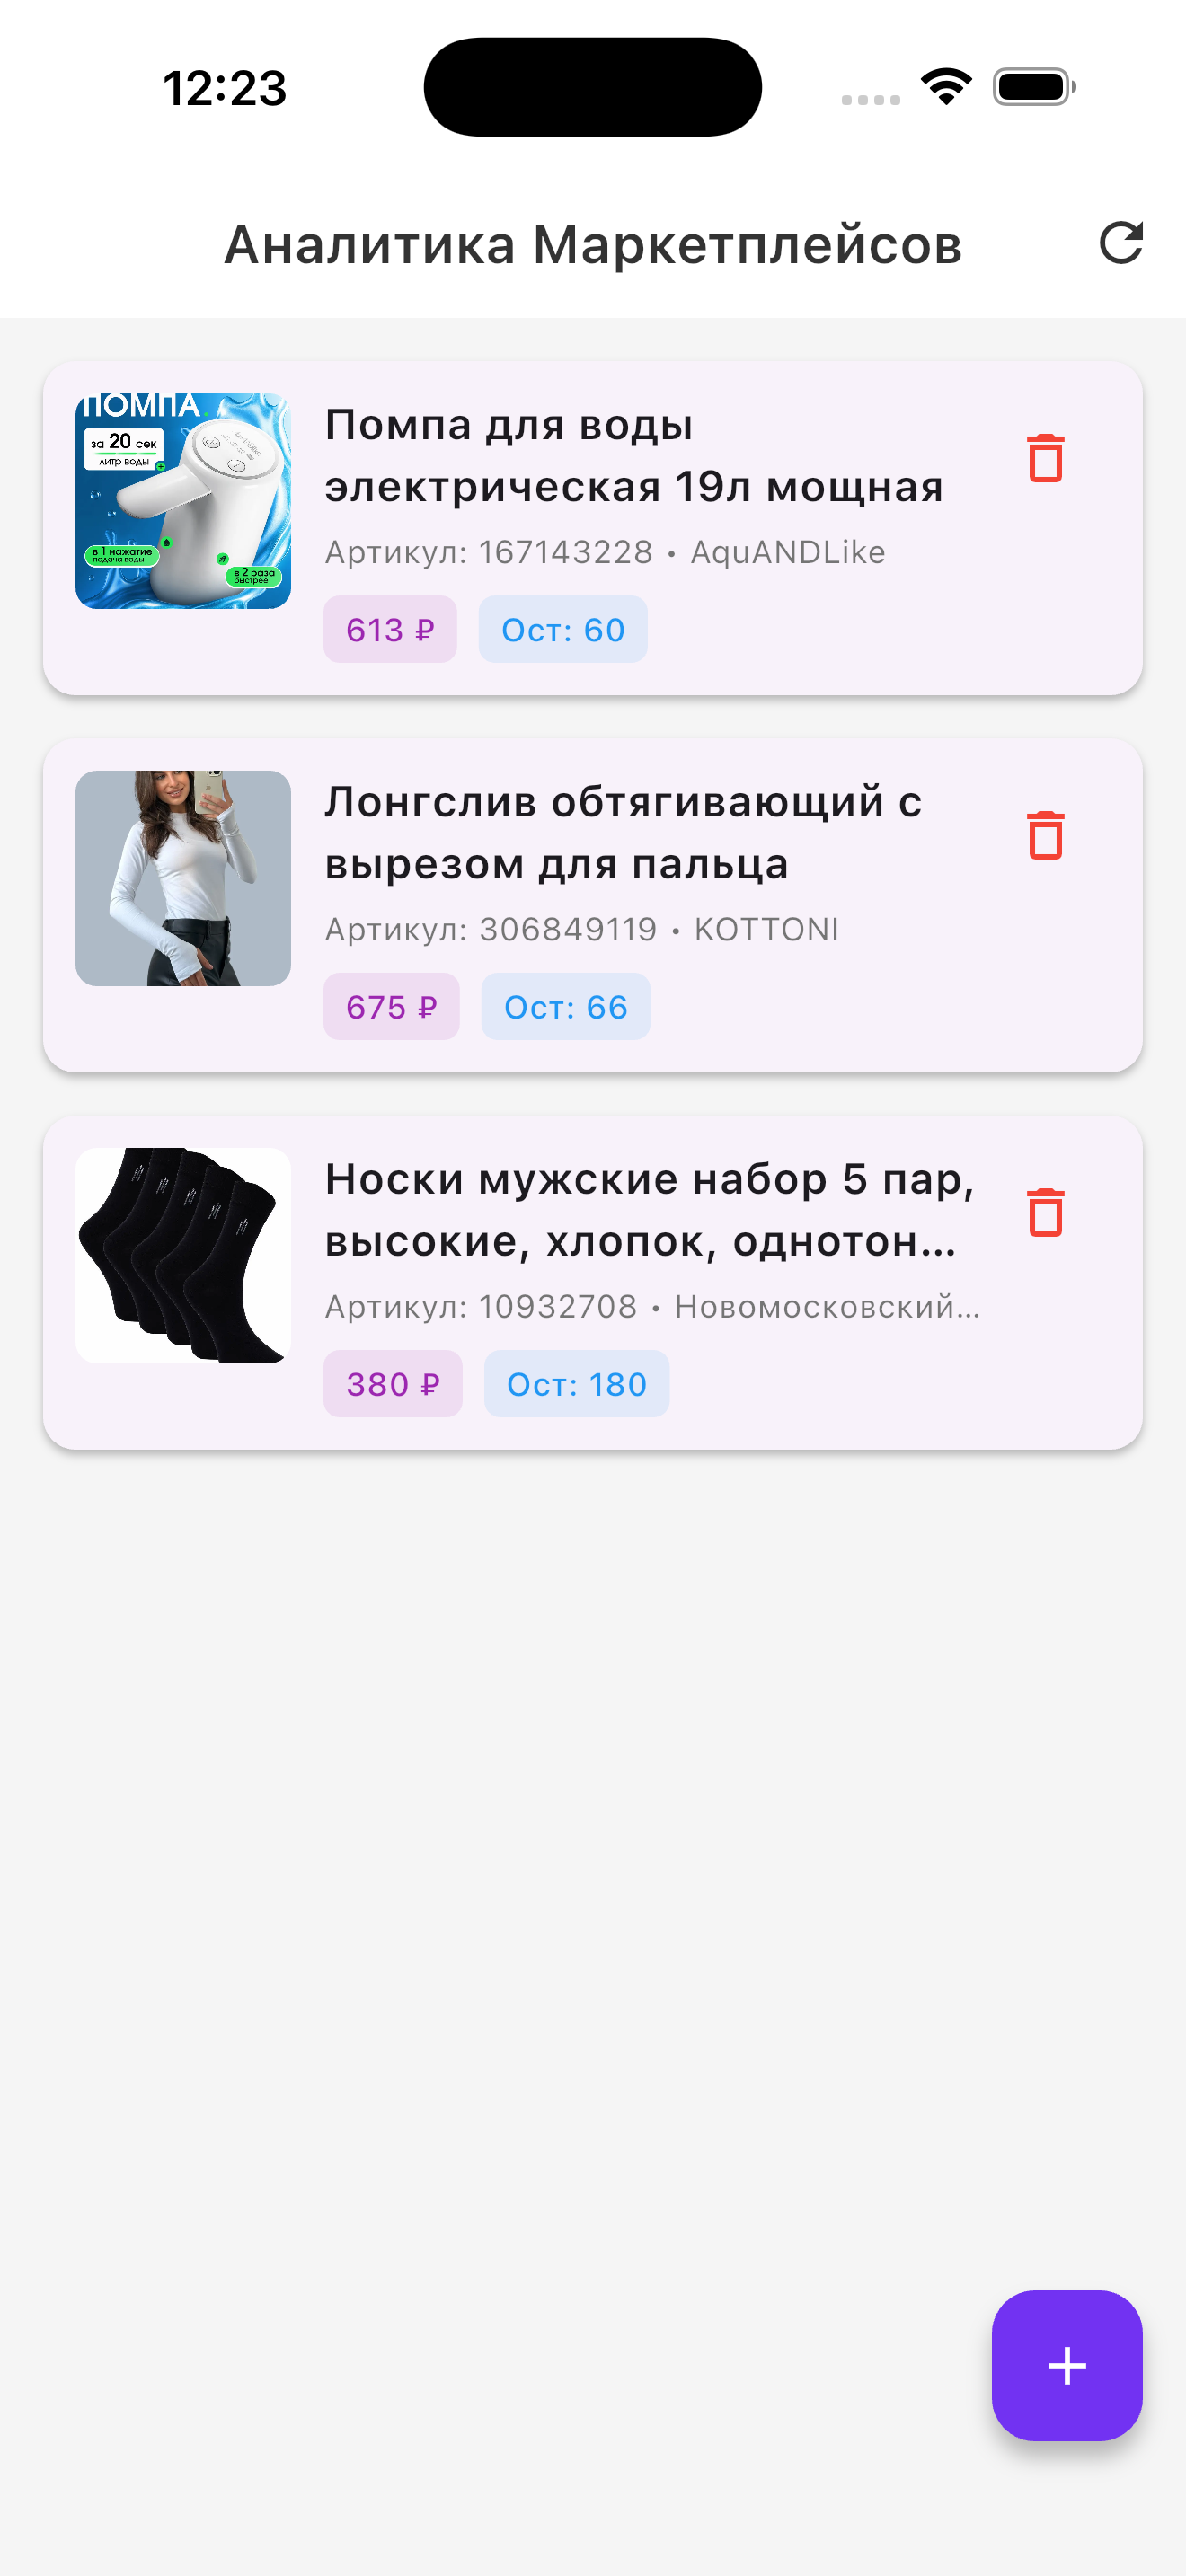 12:23
Аналитика Маркетплейсов
ПОМПА.
за 20 сек
литр воды
в 1 нажатие
подача воды
в 2 раза
быстрее
Помпа для воды
электрическая 19л мощная
Артикул: 167143228 • AquANDLike
613 ₽ Ост: 60
Лонгслив обтягивающий с
вырезом для пальца
Артикул: 306849119 • KOTTONI
675 ₽ Ост: 66
Носки мужские набор 5 пар,
высокие, хлопок, однотон...
Артикул: 10932708 • Новомосковский...
380 ₽ Ост: 180